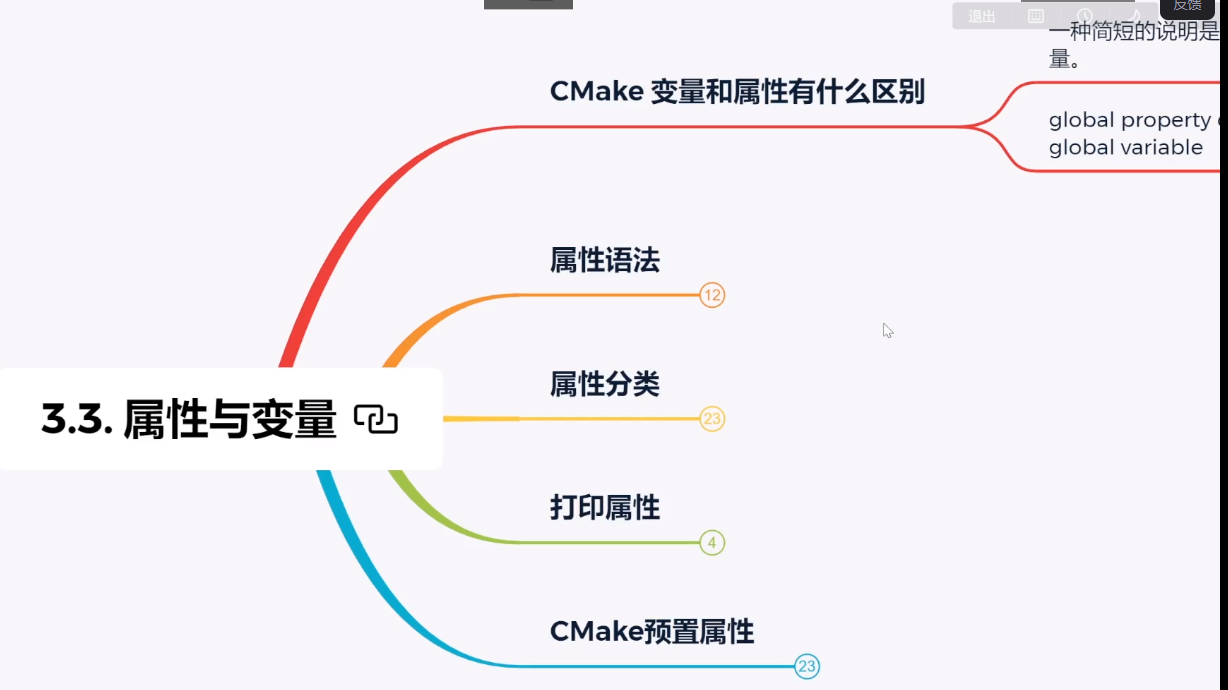 退出
反馈
一种简短的说明是
量。
CMake 变量和属性有什么区别
global property
global variable
属性语法
12
属性分类
23
3.3. 属性与变量
打印属性
4
CMake预置属性
23